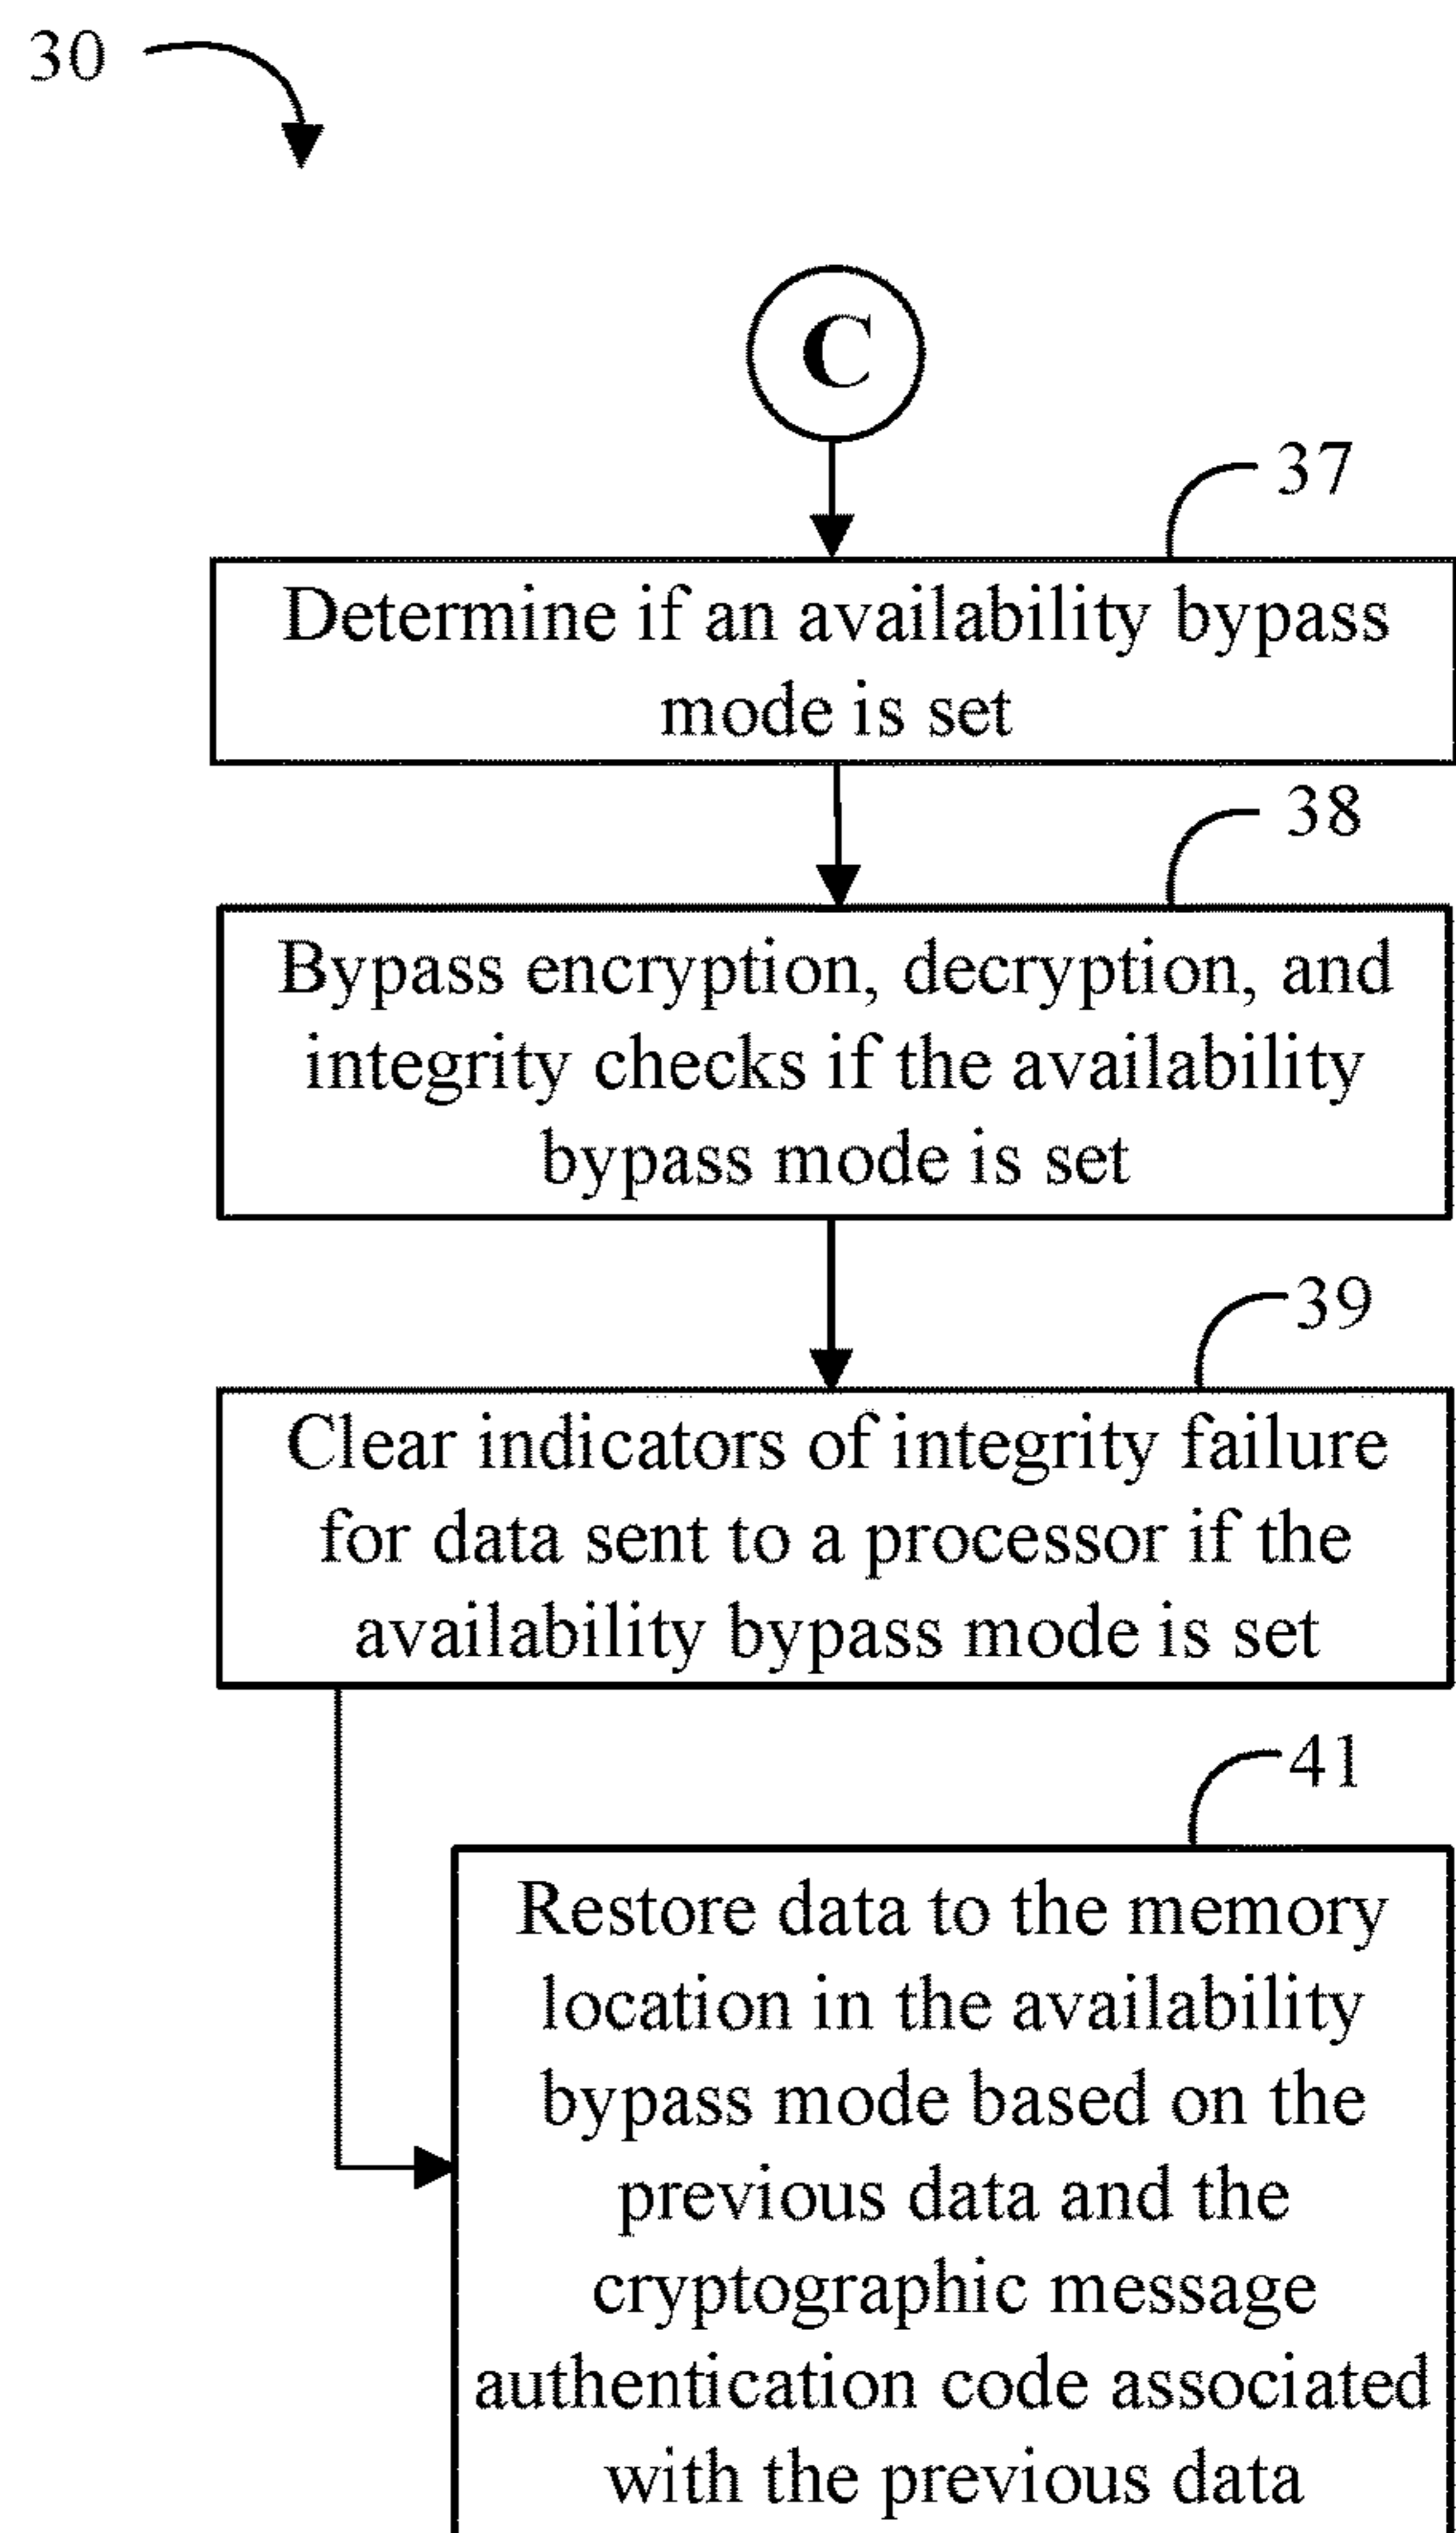 30
C
37
Determine if an availability bypass
mode is set
38
Bypass encryption, decryption, and
integrity checks if the availability
bypass mode is set
39
Clear indicators of integrity failure
for data sent to a processor if the
availability bypass mode is set
41
Restore data to the memory
location in the availability
bypass mode based on the
previous data and the
cryptographic message
authentication code associated
with the previous data